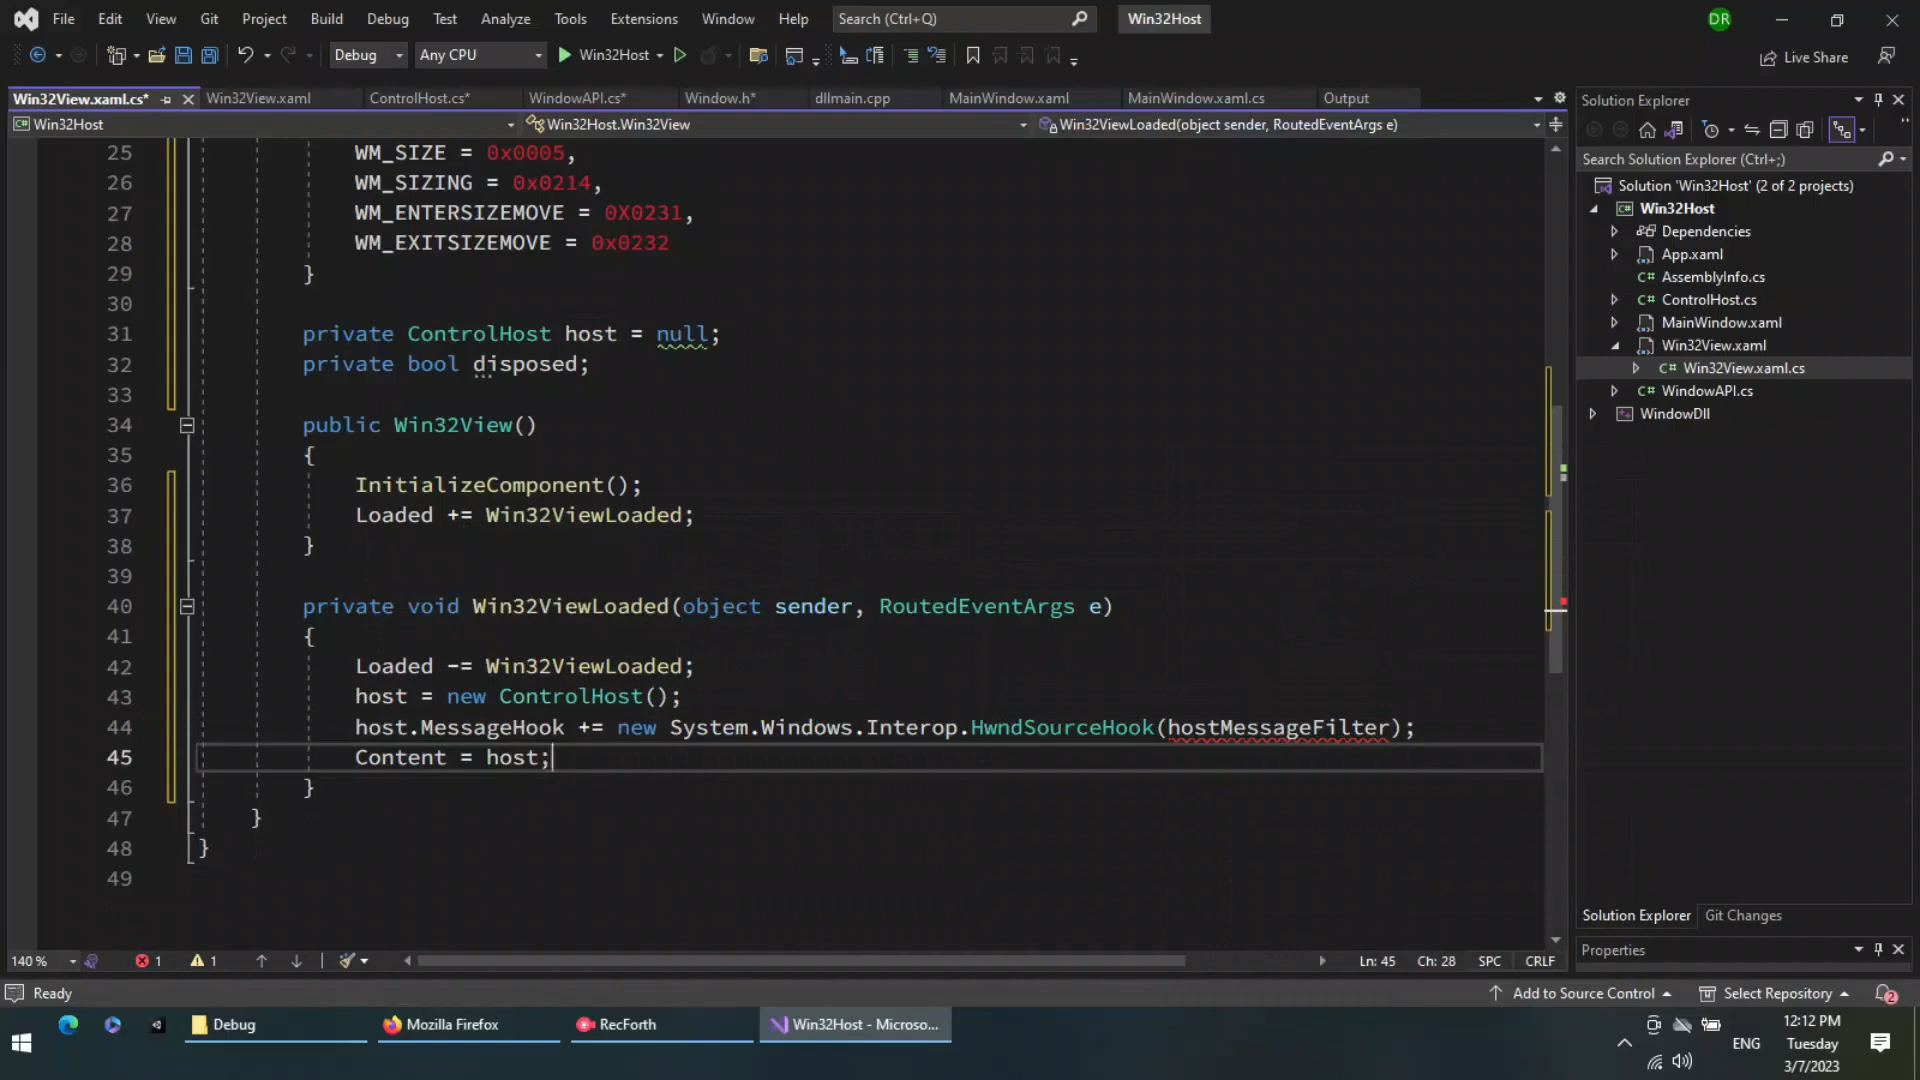 File Edit View Git Project Build Debug Test Analyze Tools Extensions Window Help Search (Ctrl+Q) Win32Host DR
Debug Any CPU Win32Host Live Share
Win32View.xaml.cs* Win32View.xaml ControlHost.cs* WindowAPI.cs* Window.h* dllmain.cpp MainWindow.xaml MainWindow.xaml.cs Output
Win32Host Win32Host.Win32View Win32ViewLoaded(object sender, RoutedEventArgs e)
25 WM_SIZE = 0x0005,
26 WM_SIZING = 0x0214,
27 WM_ENTERSIZEMOVE = 0X0231,
28 WM_EXITSIZEMOVE = 0x0232
29 }
30
31 private ControlHost host = null;
32 private bool disposed;
33
34 public Win32View()
35 {
36 InitializeComponent();
37 Loaded += Win32ViewLoaded;
38 }
39
40 private void Win32ViewLoaded(object sender, RoutedEventArgs e)
41 {
42 Loaded -= Win32ViewLoaded;
43 host = new ControlHost();
44 host.MessageHook += new System.Windows.Interop.HwndSourceHook(hostMessageFilter);
45 Content = host;
46 }
47 }
48 }
49
140 % 1 1 Ln: 45 Ch: 28 SPC CRLF
Solution Explorer
Search Solution Explorer (Ctrl+;)
Solution 'Win32Host' (2 of 2 projects)
Win32Host
Dependencies
App.xaml
AssemblyInfo.cs
ControlHost.cs
MainWindow.xaml
Win32View.xaml
Win32View.xaml.cs
WindowAPI.cs
WindowDll
Solution Explorer Git Changes
Properties
Ready Add to Source Control Select Repository 2
Debug Mozilla Firefox RecForth Win32Host - Microso...
ENG
12:12 PM
Tuesday
3/7/2023